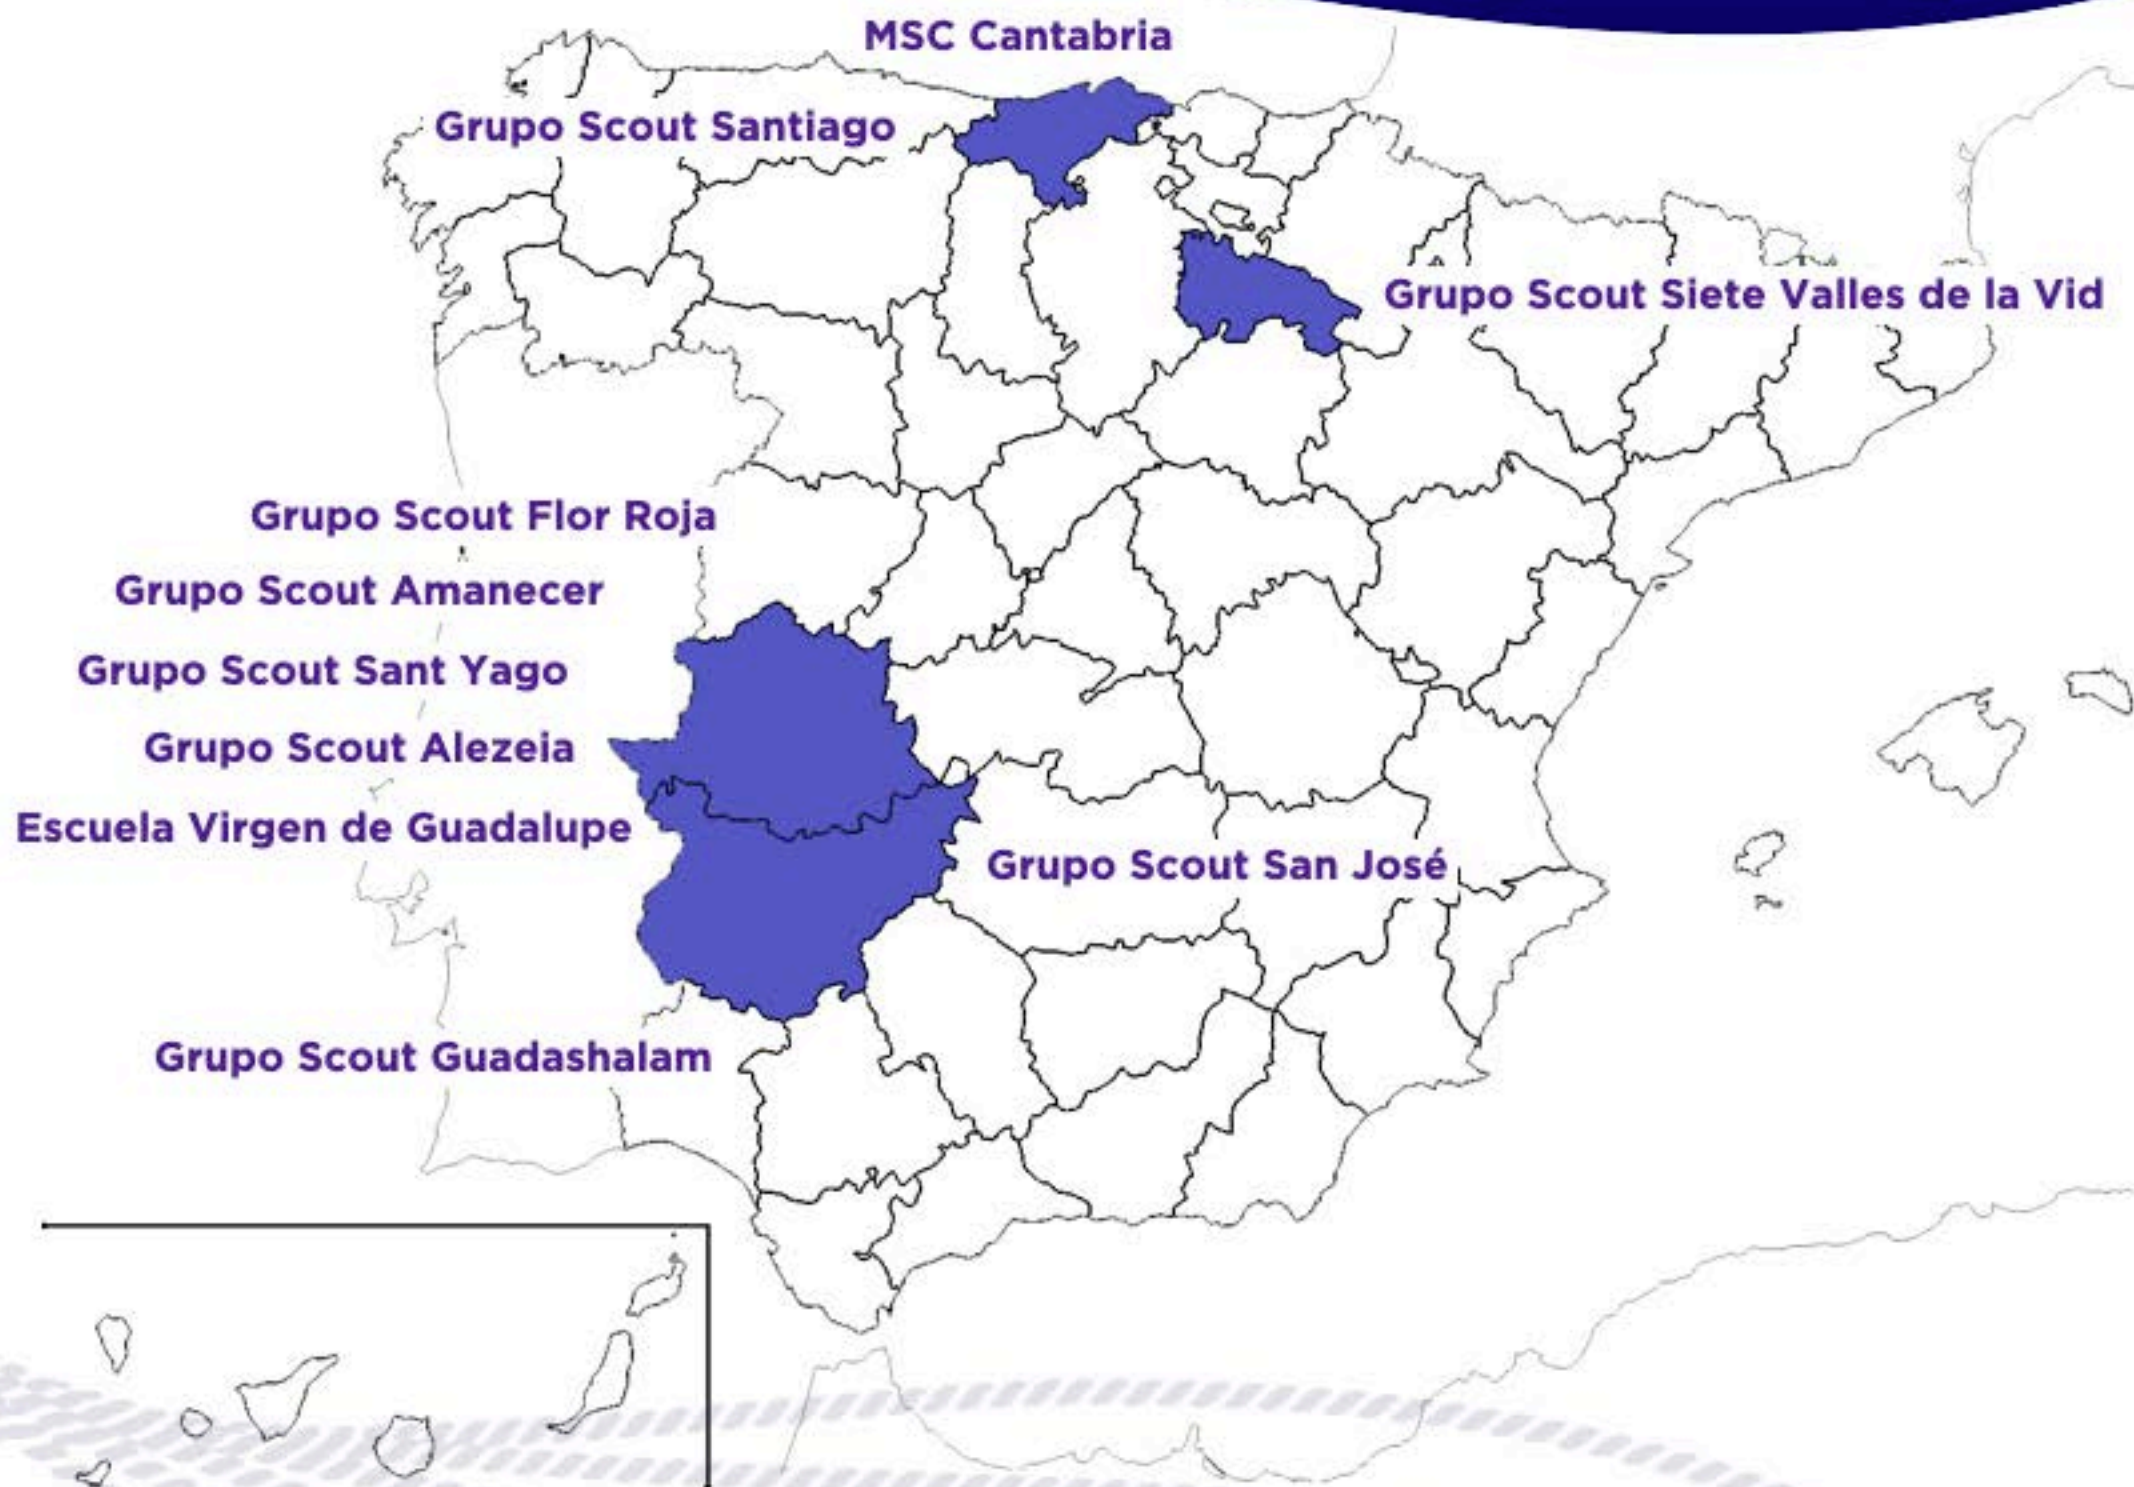 MSC Cantabria
Grupo Scout Santiago
Grupo Scout Siete Valles de la Vid
Grupo Scout Flor Roja
Grupo Scout Amanecer
Grupo Scout Sant Yago
Grupo Scout Alezeia
Escuela Virgen de Guadalupe
Grupo Scout San José
Grupo Scout Guadashalam